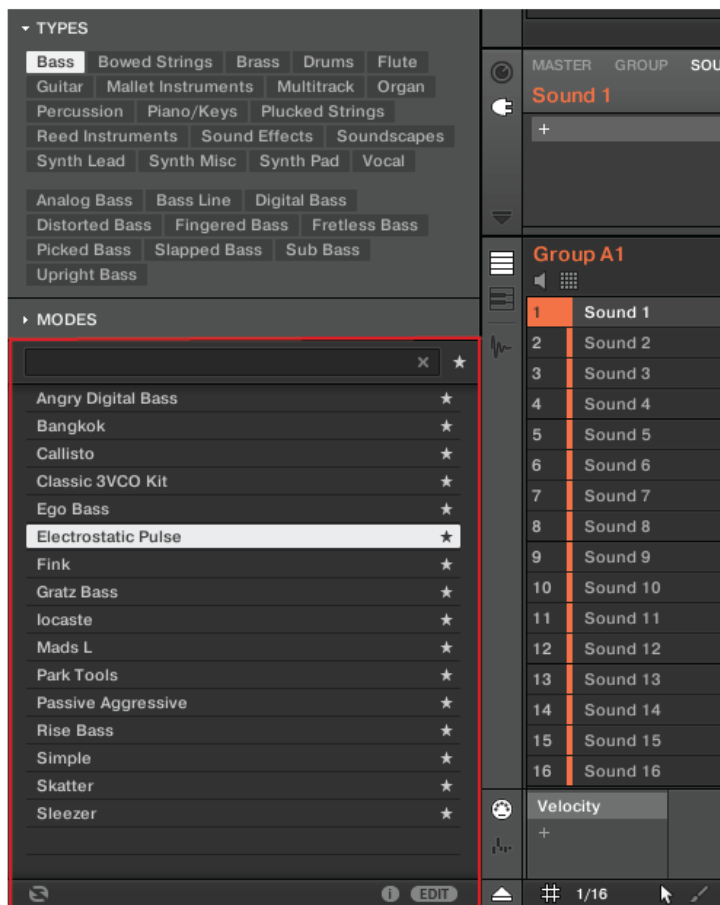 TYPES
Bass Bowed Strings Brass Drums Flute
Guitar Mallet Instruments Multitrack Organ
Percussion Piano/Keys Plucked Strings
Reed Instruments Sound Effects Soundscapes
Synth Lead Synth Misc Synth Pad Vocal
Analog Bass Bass Line Digital Bass
Distorted Bass Fingered Bass Fretless Bass
Picked Bass Slapped Bass Sub Bass
Upright Bass
MODES
Angry Digital Bass
Bangkok
Callisto
Classic 3VCO Kit
Ego Bass
Electrostatic Pulse
Fink
Gratz Bass
Iocaste
Mads L
Park Tools
Passive Aggressive
Rise Bass
Simple
Skatter
Sleezer
i EDIT
MASTER GROUP SOU
Sound 1
+
Group A1
1 Sound 1
2 Sound 2
3 Sound 3
4 Sound 4
5 Sound 5
6 Sound 6
7 Sound 7
8 Sound 8
9 Sound 9
10 Sound 10
11 Sound 11
12 Sound 12
13 Sound 13
14 Sound 14
15 Sound 15
16 Sound 16
Velocity
+
1/16